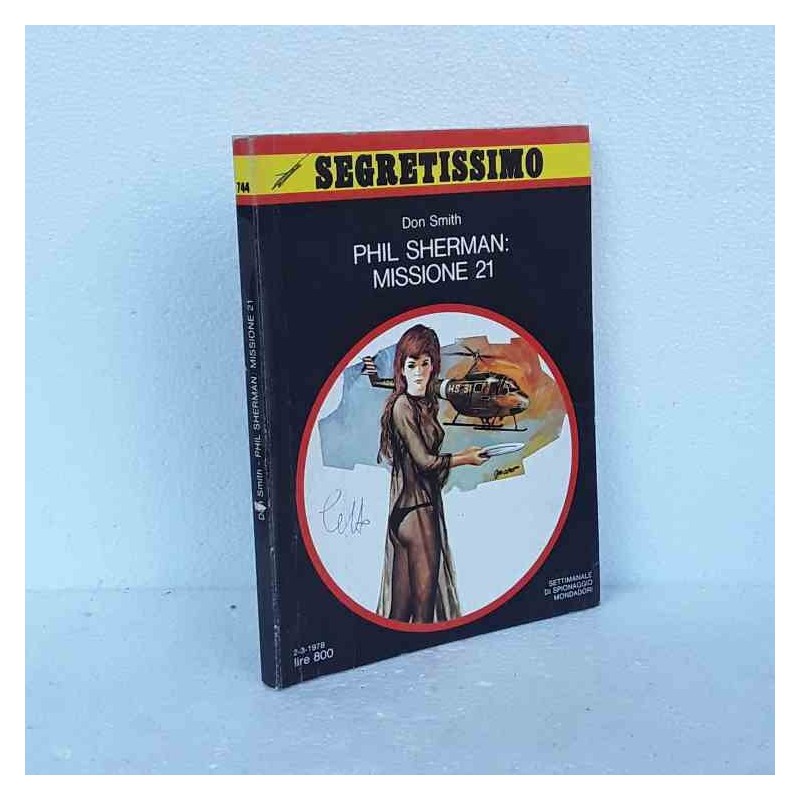 744
SEGRETISSIMO
Don Smith
PHIL SHERMAN:
MISSIONE 21
HS 31
SETTIMANALE
DI SPIONAGGIO
MONDADORI
2-3-1978
lire 800
Don Smith - PHIL SHERMAN: MISSIONE 21